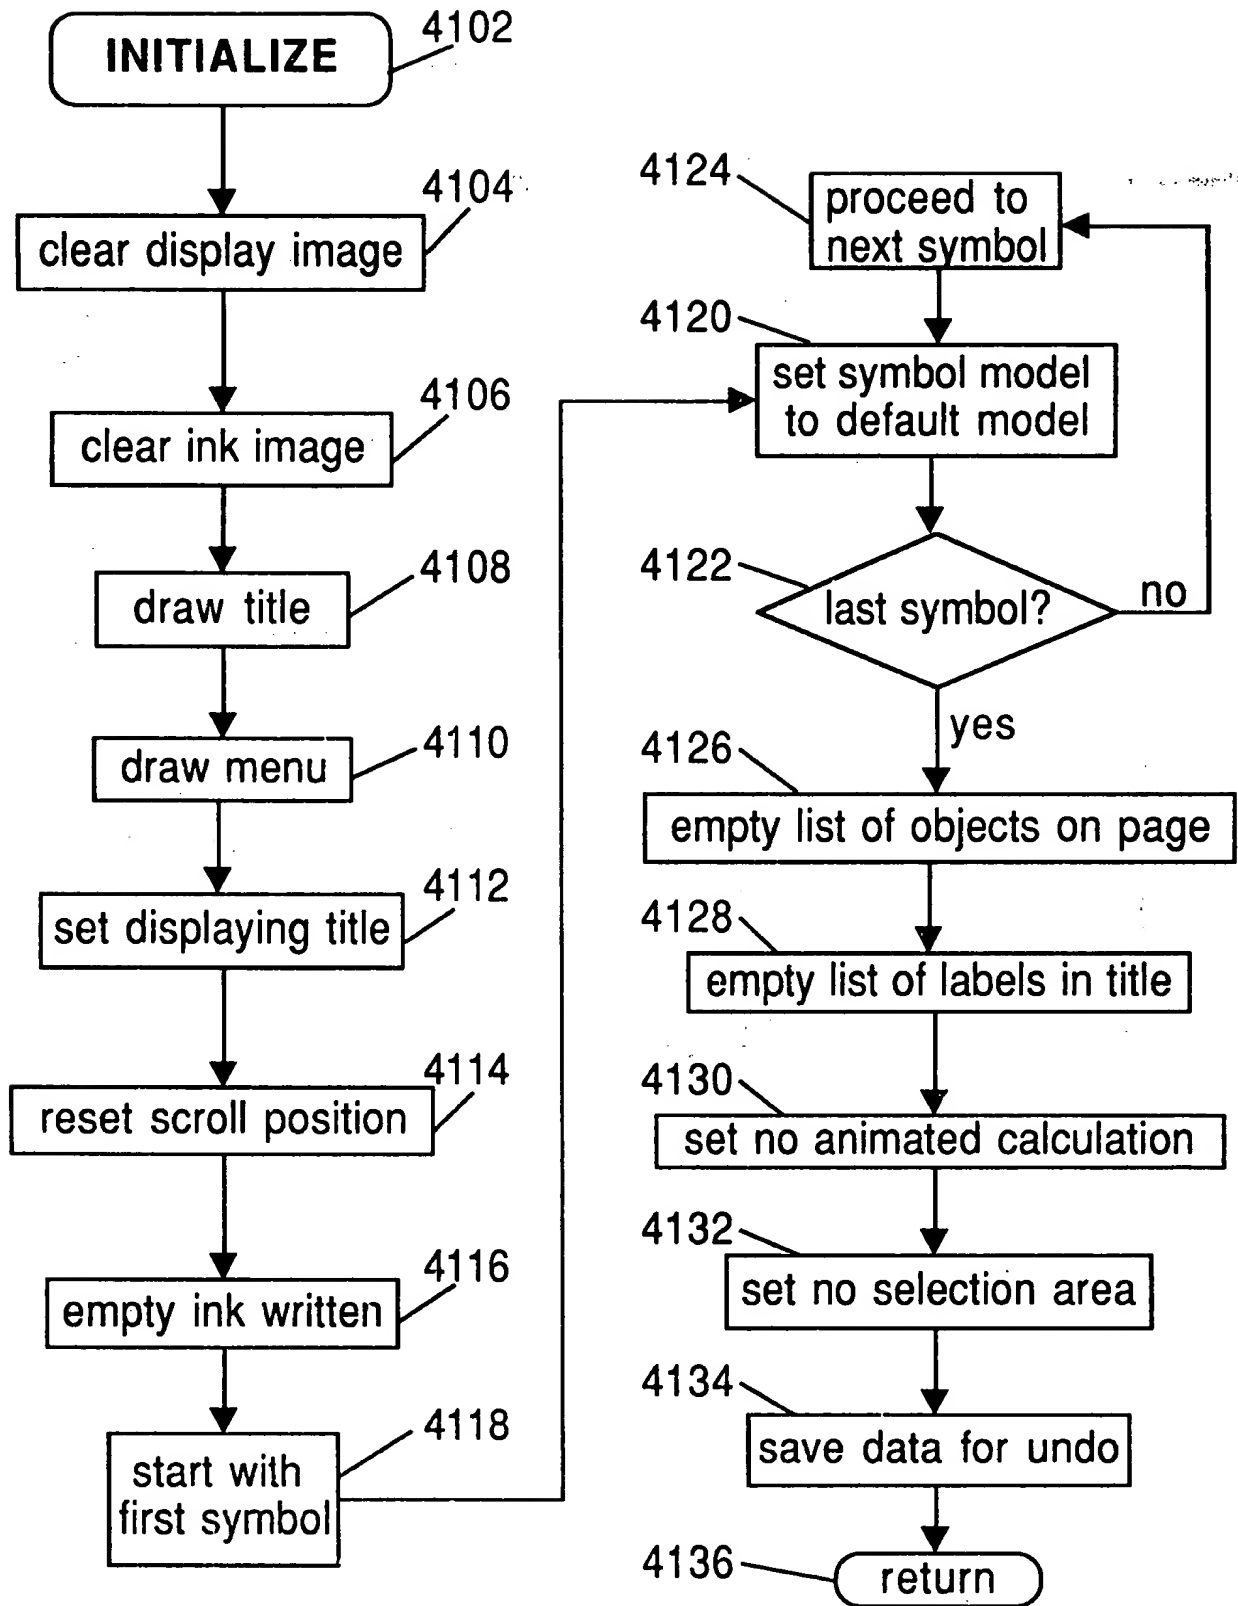 INITIALIZE
4102
4104
clear display image
4106
clear ink image
4108
draw title
4110
draw menu
4112
set displaying title
4114
reset scroll position
4116
empty ink written
4118
start with
first symbol
4124
proceed to
next symbol
4120
set symbol model
to default model
4122
last symbol?
no
yes
4126
empty list of objects on page
4128
empty list of labels in title
4130
set no animated calculation
4132
set no selection area
4134
save data for undo
4136
return